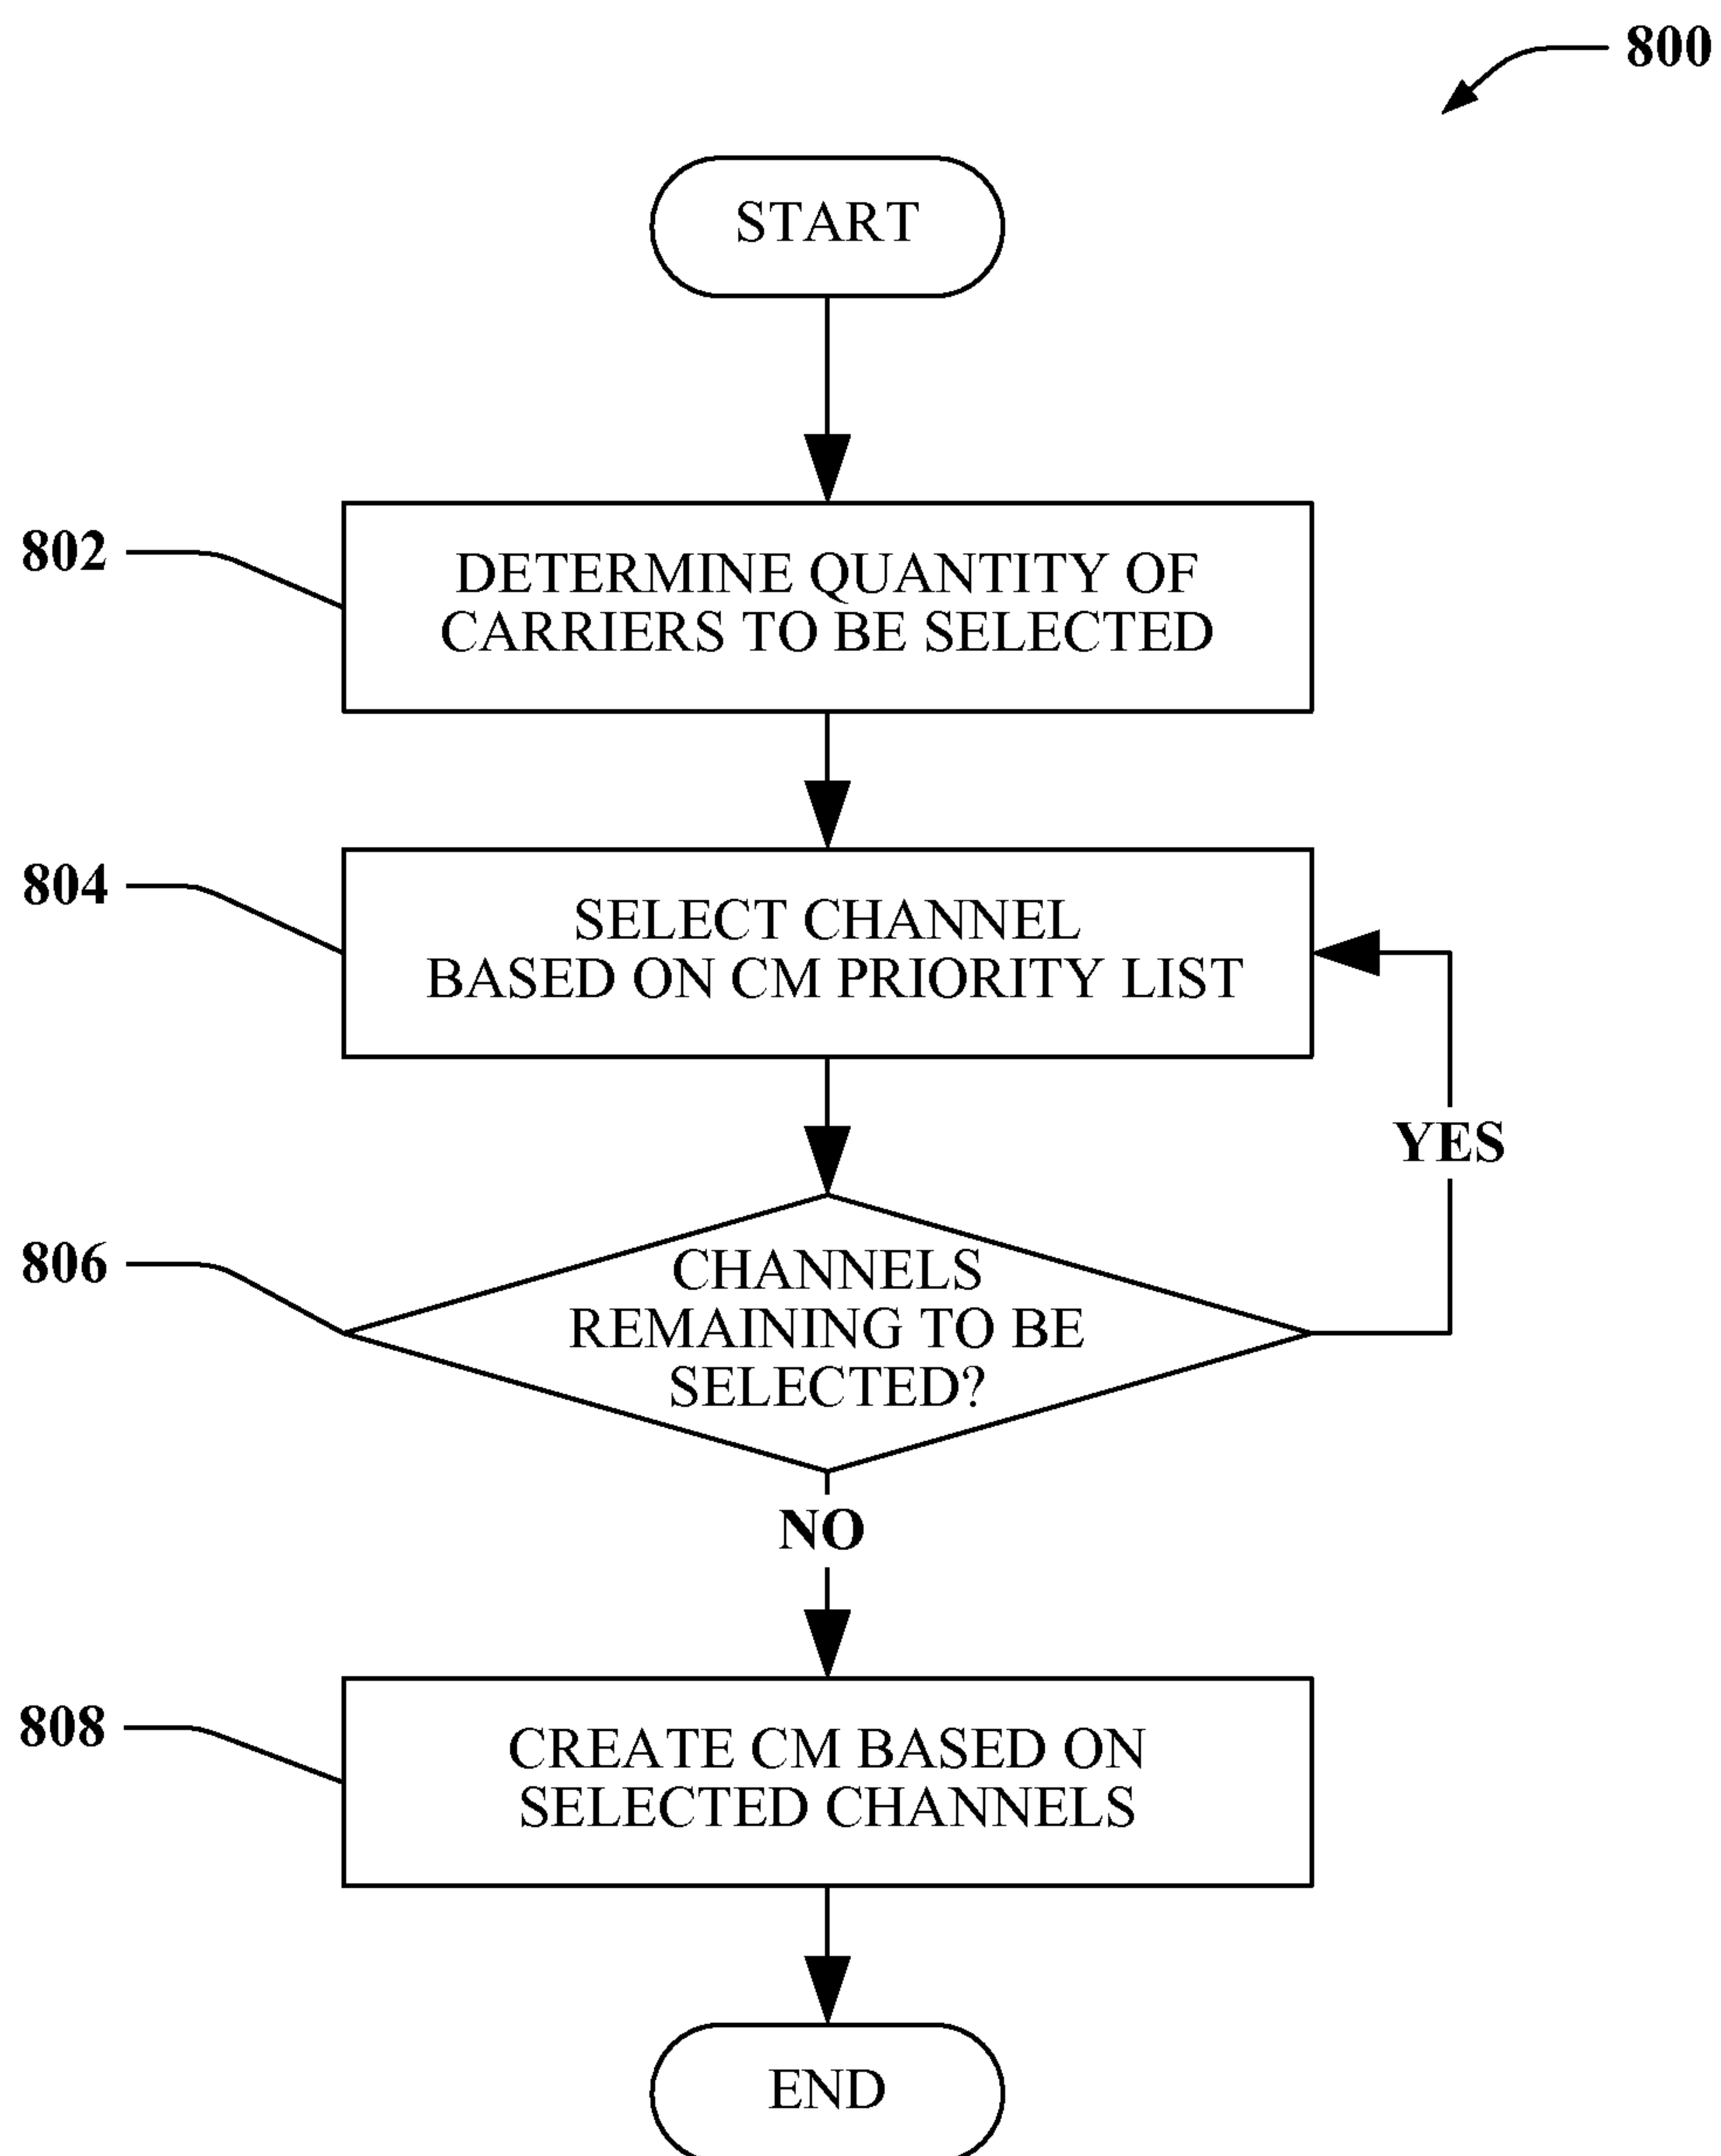 800
START
802
DETERMINE QUANTITY OF
CARRIERS TO BE SELECTED
804
SELECT CHANNEL
BASED ON CM PRIORITY LIST
YES
806
CHANNELS
REMAINING TO BE
SELECTED?
NO
808
CREATE CM BASED ON
SELECTED CHANNELS
END